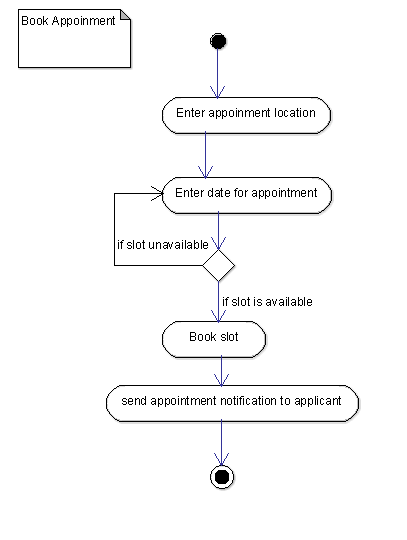 Book Appoinment
Enter appoinment location
Enter date for appointment
if slot unavailable
if slot is available
Book slot
send appointment notification to applicant